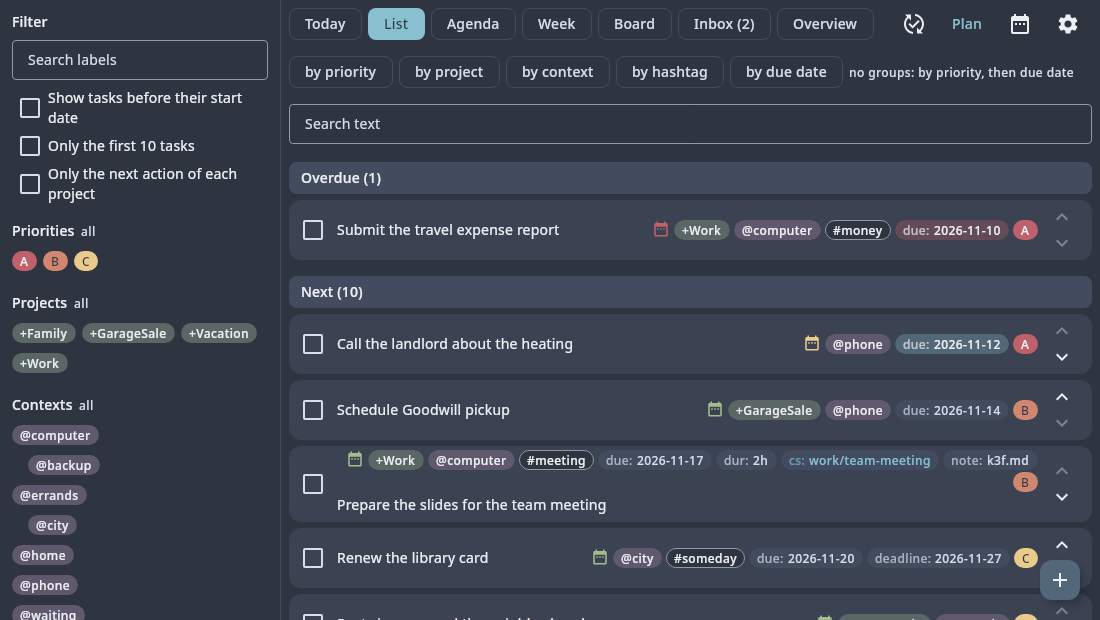 Filter
Search labels
Show tasks before their start
date
Only the first 10 tasks
Only the next action of each
project
Priorities all
A B C
Projects all
+Family +GarageSale +Vacation
+Work
Contexts all
@computer
@backup
@errands
@city
@home
@phone
@waiting
Today List Agenda Week Board Inbox (2) Overview Plan
by priority by project by context by hashtag by due date no groups: by priority, then due date
Search text
Overdue (1)
Submit the travel expense report +Work @computer #money due: 2026-11-10 A
Next (10)
Call the landlord about the heating @phone due: 2026-11-12 A
Schedule Goodwill pickup +GarageSale @phone due: 2026-11-14 B
+Work @computer #meeting due: 2026-11-17 dur: 2h cs: work/team-meeting note: k3f.md
B
Prepare the slides for the team meeting
Renew the library card @city #someday due: 2026-11-20 deadline: 2026-11-27 C